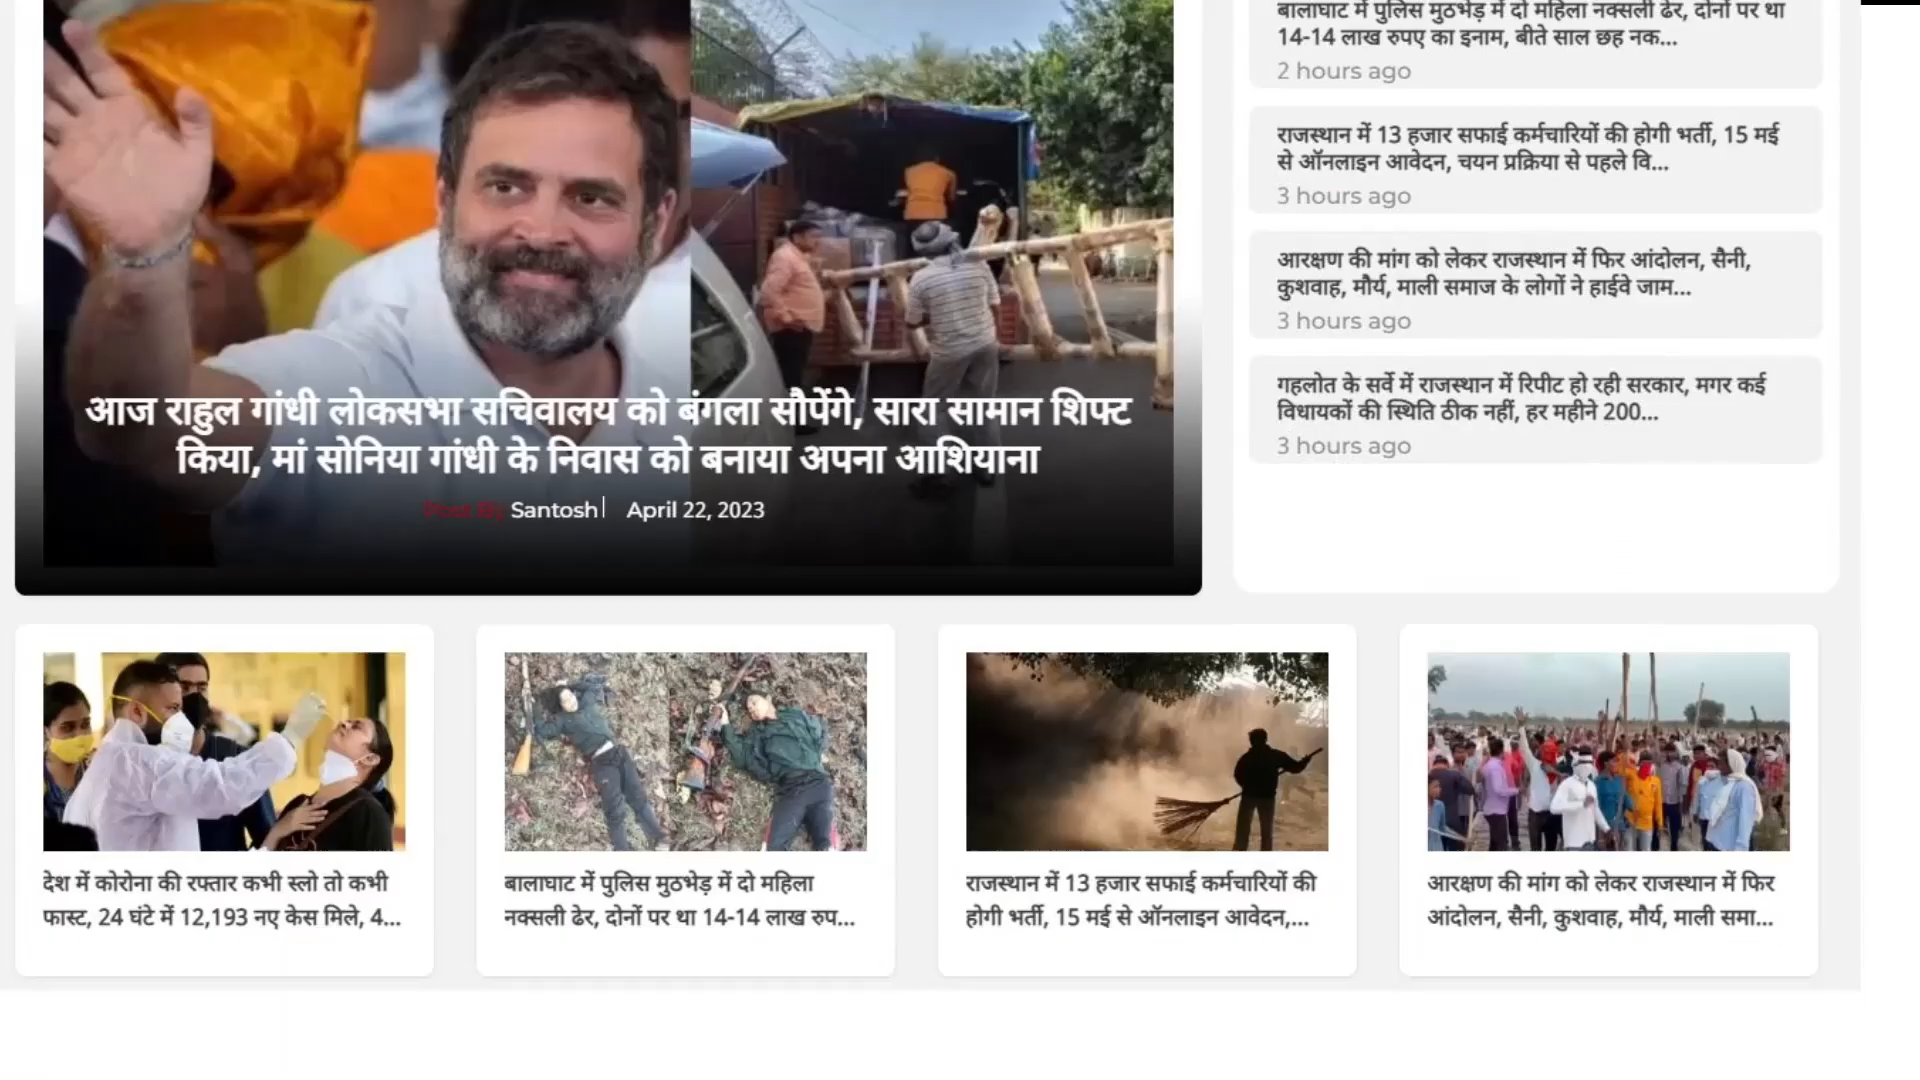 आज राहुल गांधी लोकसभा सचिवालय को बंगला सौपेंगे, सारा सामान शिफ्ट
किया, मां सोनिया गांधी के निवास को बनाया अपना आशियाना
Post By Santosh April 22, 2023
बालाघाट में पुलिस मुठभेड़ में दो महिला नक्सली ढेर, दोनों पर था
14-14 लाख रुपए का इनाम, बीते साल छह नक...
2 hours ago
राजस्थान में 13 हजार सफाई कर्मचारियों की होगी भर्ती, 15 मई
से ऑनलाइन आवेदन, चयन प्रक्रिया से पहले वि...
3 hours ago
आरक्षण की मांग को लेकर राजस्थान में फिर आंदोलन, सैनी,
कुशवाह, मौर्य, माली समाज के लोगों ने हाईवे जाम...
3 hours ago
गहलोत के सर्वे में राजस्थान में रिपीट हो रही सरकार, मगर कई
विधायकों की स्थिति ठीक नहीं, हर महीने 200...
3 hours ago
देश में कोरोना की रफ्तार कभी स्लो तो कभी
फास्ट, 24 घंटे में 12,193 नए केस मिले, 4...
बालाघाट में पुलिस मुठभेड़ में दो महिला
नक्सली ढेर, दोनों पर था 14-14 लाख रुप...
राजस्थान में 13 हजार सफाई कर्मचारियों की
होगी भर्ती, 15 मई से ऑनलाइन आवेदन,...
आरक्षण की मांग को लेकर राजस्थान में फिर
आंदोलन, सैनी, कुशवाह, मौर्य, माली समा...